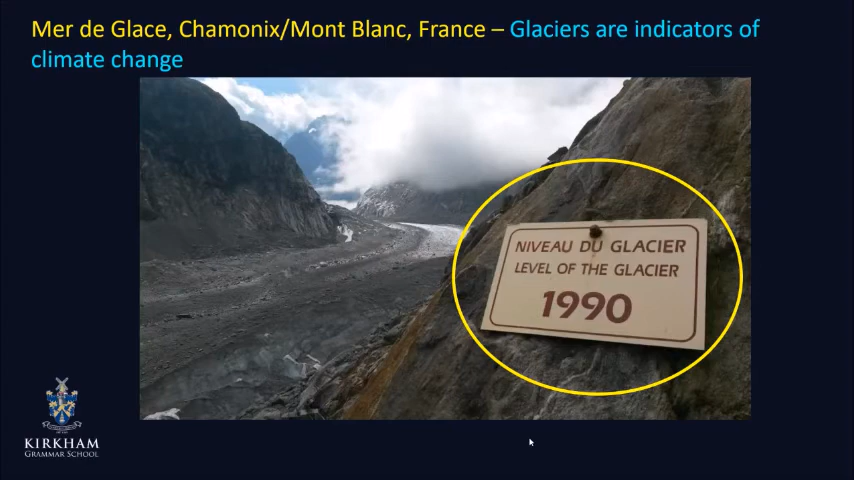 Mer de Glace, Chamonix/Mont Blanc, France – Glaciers are indicators of
climate change
NIVEAU DU GLACIER
LEVEL OF THE GLACIER
1990
KIRKHAM
GRAMMAR SCHOOL